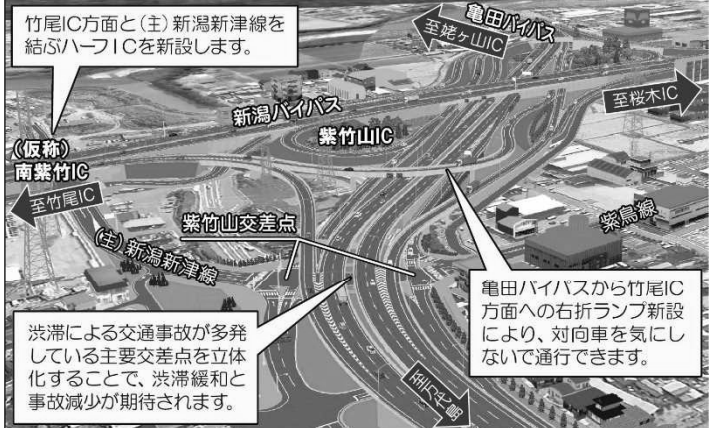 竹尾IC方面と(主)新潟新津線を
結ぶハーフICを新設します。
亀田バイパス
至姥ヶ山IC
新潟バイパス
至桜木IC
紫竹山IC
(仮称)
南紫竹IC
至竹尾IC
紫竹山交差点
紫鳥線
(主)新潟新津線
亀田バイパスから竹尾IC
方面への右折ランプ新設
により、対向車を気にし
ないで通行できます。
渋滞による交通事故が多発
している主要交差点を立体
化することで、渋滞緩和と
事故減少が期待されます。
至万代島